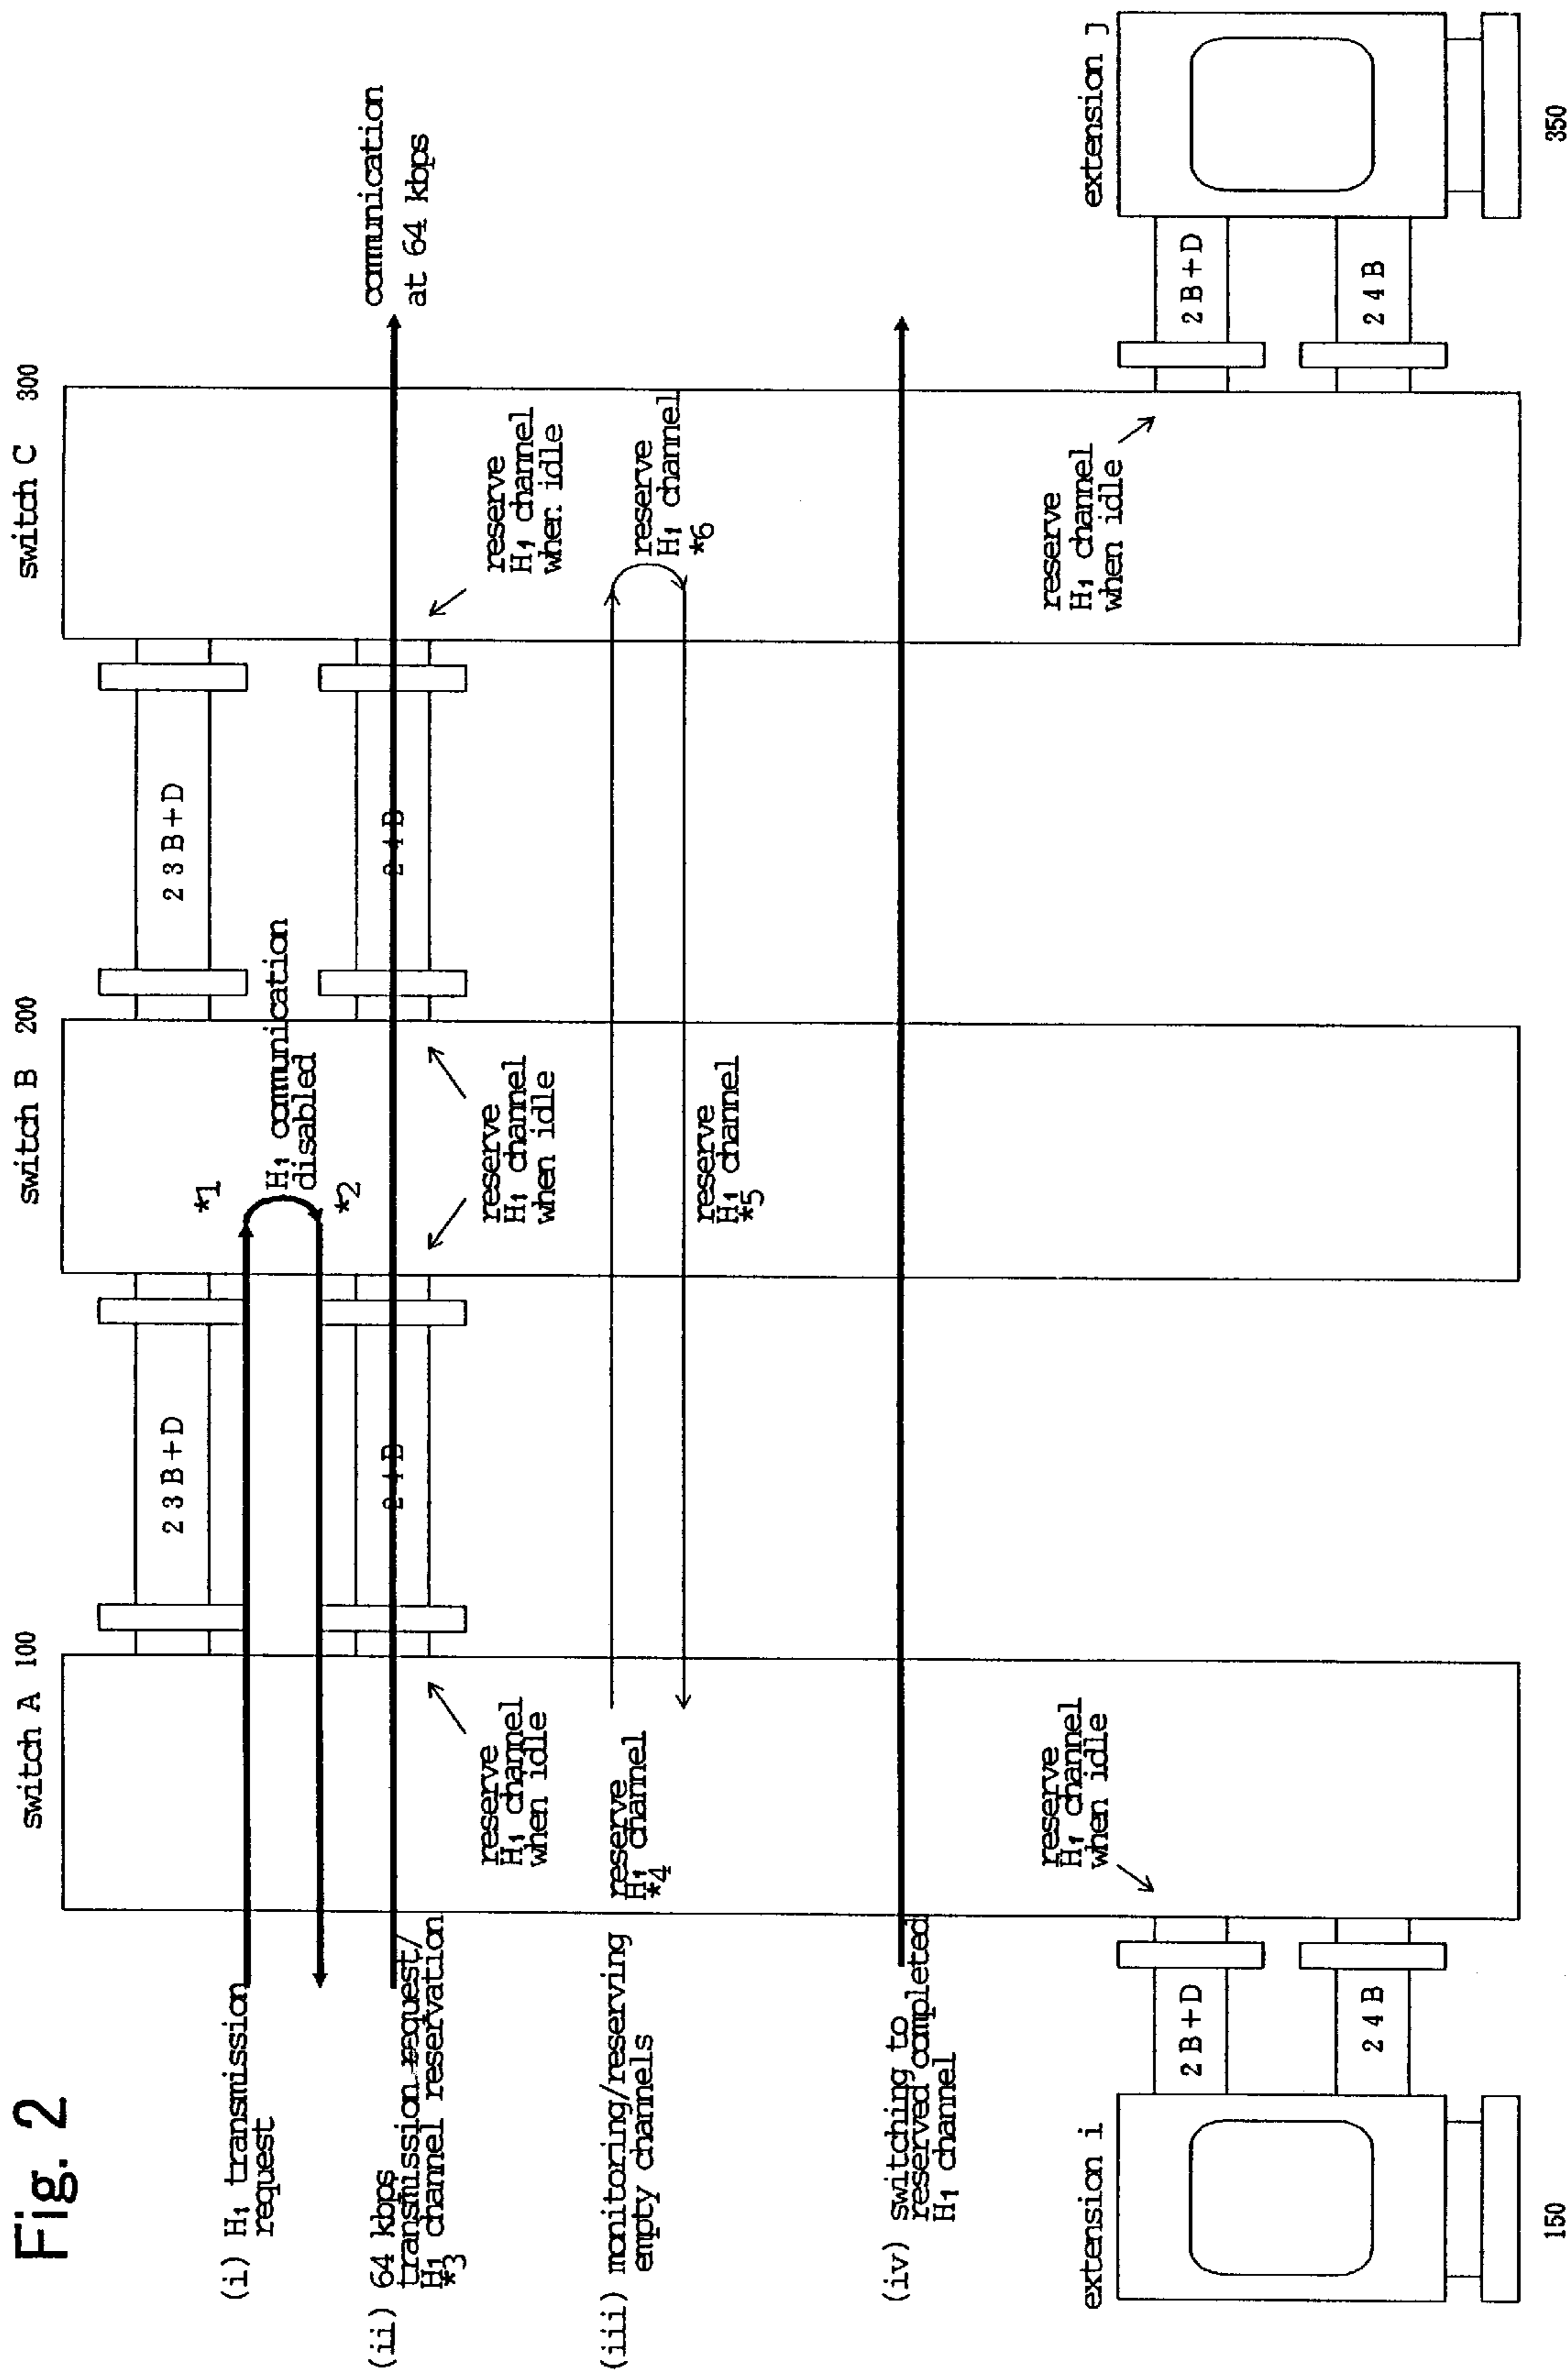 Fig. 2
switch A 100
switch B 200
switch C 300
23B+D
23B+D
24B
(i) H1 transmission
request
*1
H1 communication
disabled
*2
(ii) 64 kbps
transmission request/
H1 channel reservation
*3
communication
at 64 kbps
reserve
H1 channel
when idle
reserve
H1 channel
when idle
reserve
H1 channel
when idle
(iii) monitoring/reserving
empty channels
reserve
H1 channel
*4
reserve
H1 channel
*5
reserve
H1 channel
*6
(iv) switching to
reserved completed
H1 channel
reserve
H1 channel
when idle
reserve
H1 channel
when idle
extension i
2B+D
24B
150
extension j
2B+D
24B
350